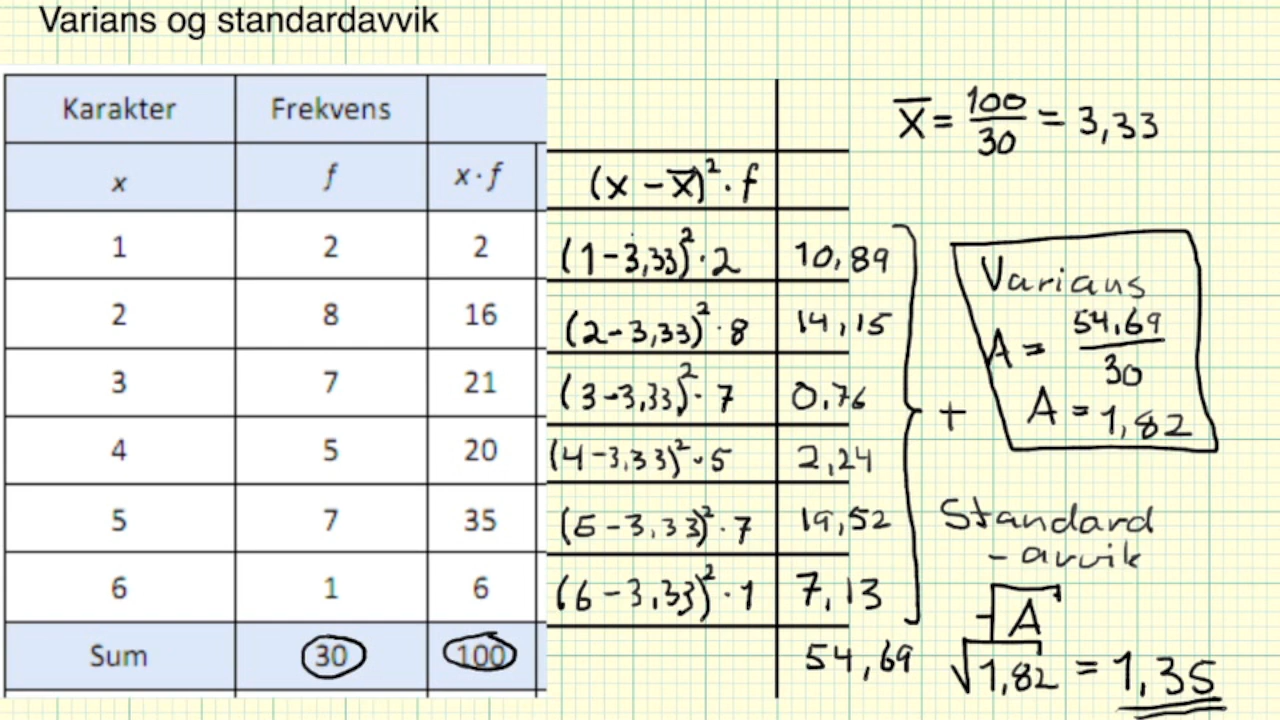 Varians og standardavvik
Karakter Frekvens
x f x · f (x - x̅)² · f
1 2 2 (1-3,33)² · 2 10,89
2 8 16 (2-3,33)² · 8 14,15
3 7 21 (3-3,33)² · 7 0,76
4 5 20 (4-3,33)² · 5 2,24
5 7 35 (5-3,33)² · 7 19,52
6 1 6 (6-3,33)² · 1 7,13
Sum 30 100 54,69
X̅ = 100/30 = 3,33
+
Varians
A = 54,69/30
A = 1,82
Standard
- avvik
√A
√1,82 = 1,35